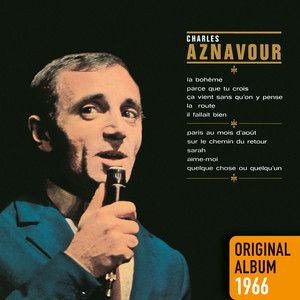 CHARLES
AZNAVOUR
la bohème
parce que tu crois
ça vient sans qu'on y pense
la route
il fallait bien
paris au mois d'août
sur le chemin du retour
sarah
aime-moi
quelque chose ou quelqu'un
ORIGINAL
ALBUM
1966